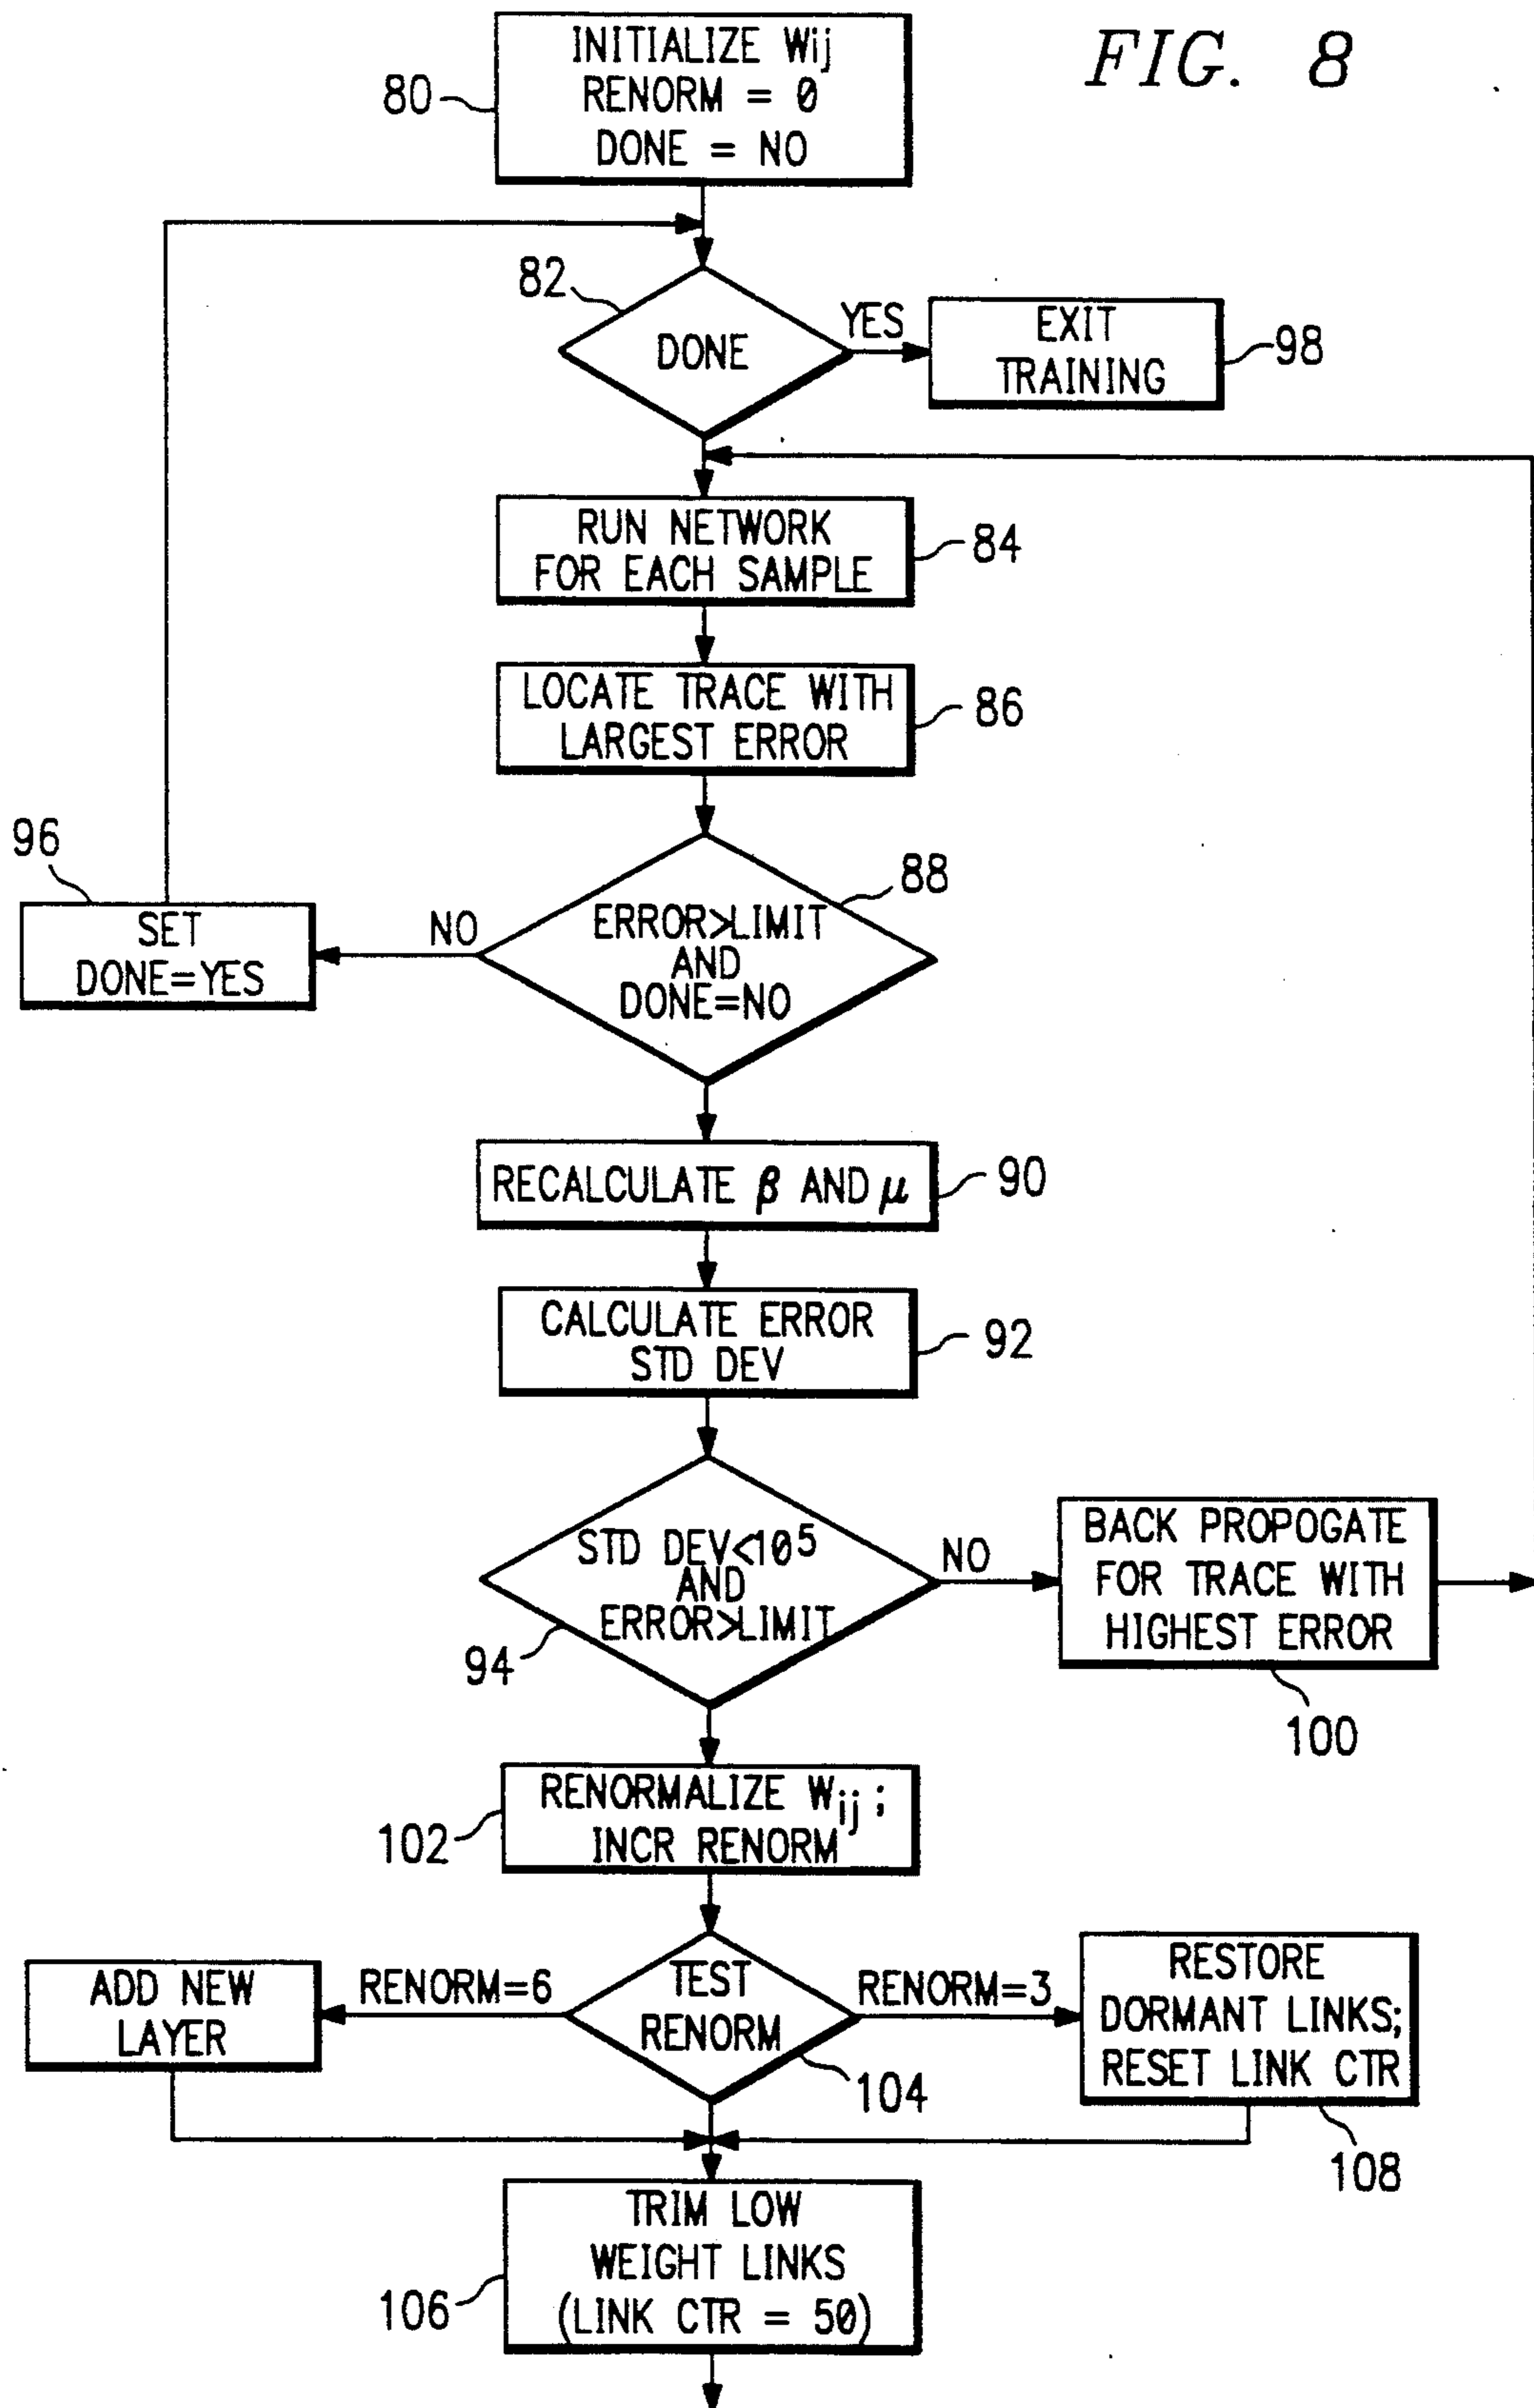 FIG. 8
INITIALIZE Wij
RENORM = 0
DONE = NO
80
82
DONE
YES
EXIT
TRAINING
98
RUN NETWORK
FOR EACH SAMPLE
84
LOCATE TRACE WITH
LARGEST ERROR
86
96
SET
DONE=YES
NO
ERROR>LIMIT
AND
DONE=NO
88
RECALCULATE β AND μ
90
CALCULATE ERROR
STD DEV
92
STD DEV<10⁵
AND
ERROR>LIMIT
94
NO
BACK PROPOGATE
FOR TRACE WITH
HIGHEST ERROR
100
RENORMALIZE Wij ;
INCR RENORM
102
ADD NEW
LAYER
RENORM=6
TEST
RENORM
104
RENORM=3
RESTORE
DORMANT LINKS;
RESET LINK CTR
108
TRIM LOW
WEIGHT LINKS
(LINK CTR = 50)
106